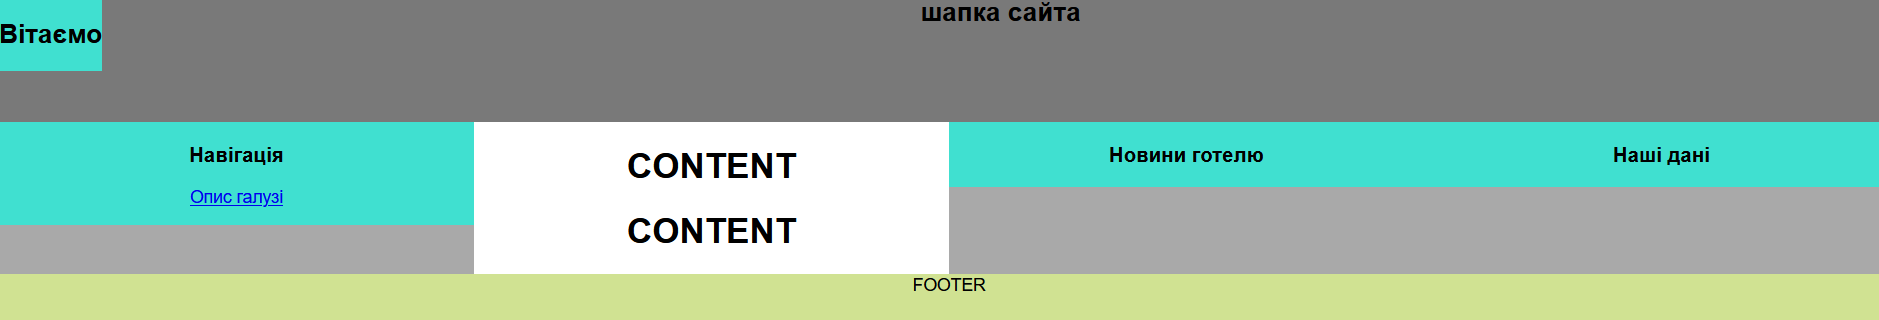 шапка сайта
Вітаємо
Навігація
Опис галузі
CONTENT
CONTENT
Новини готелю
Наші дані
FOOTER